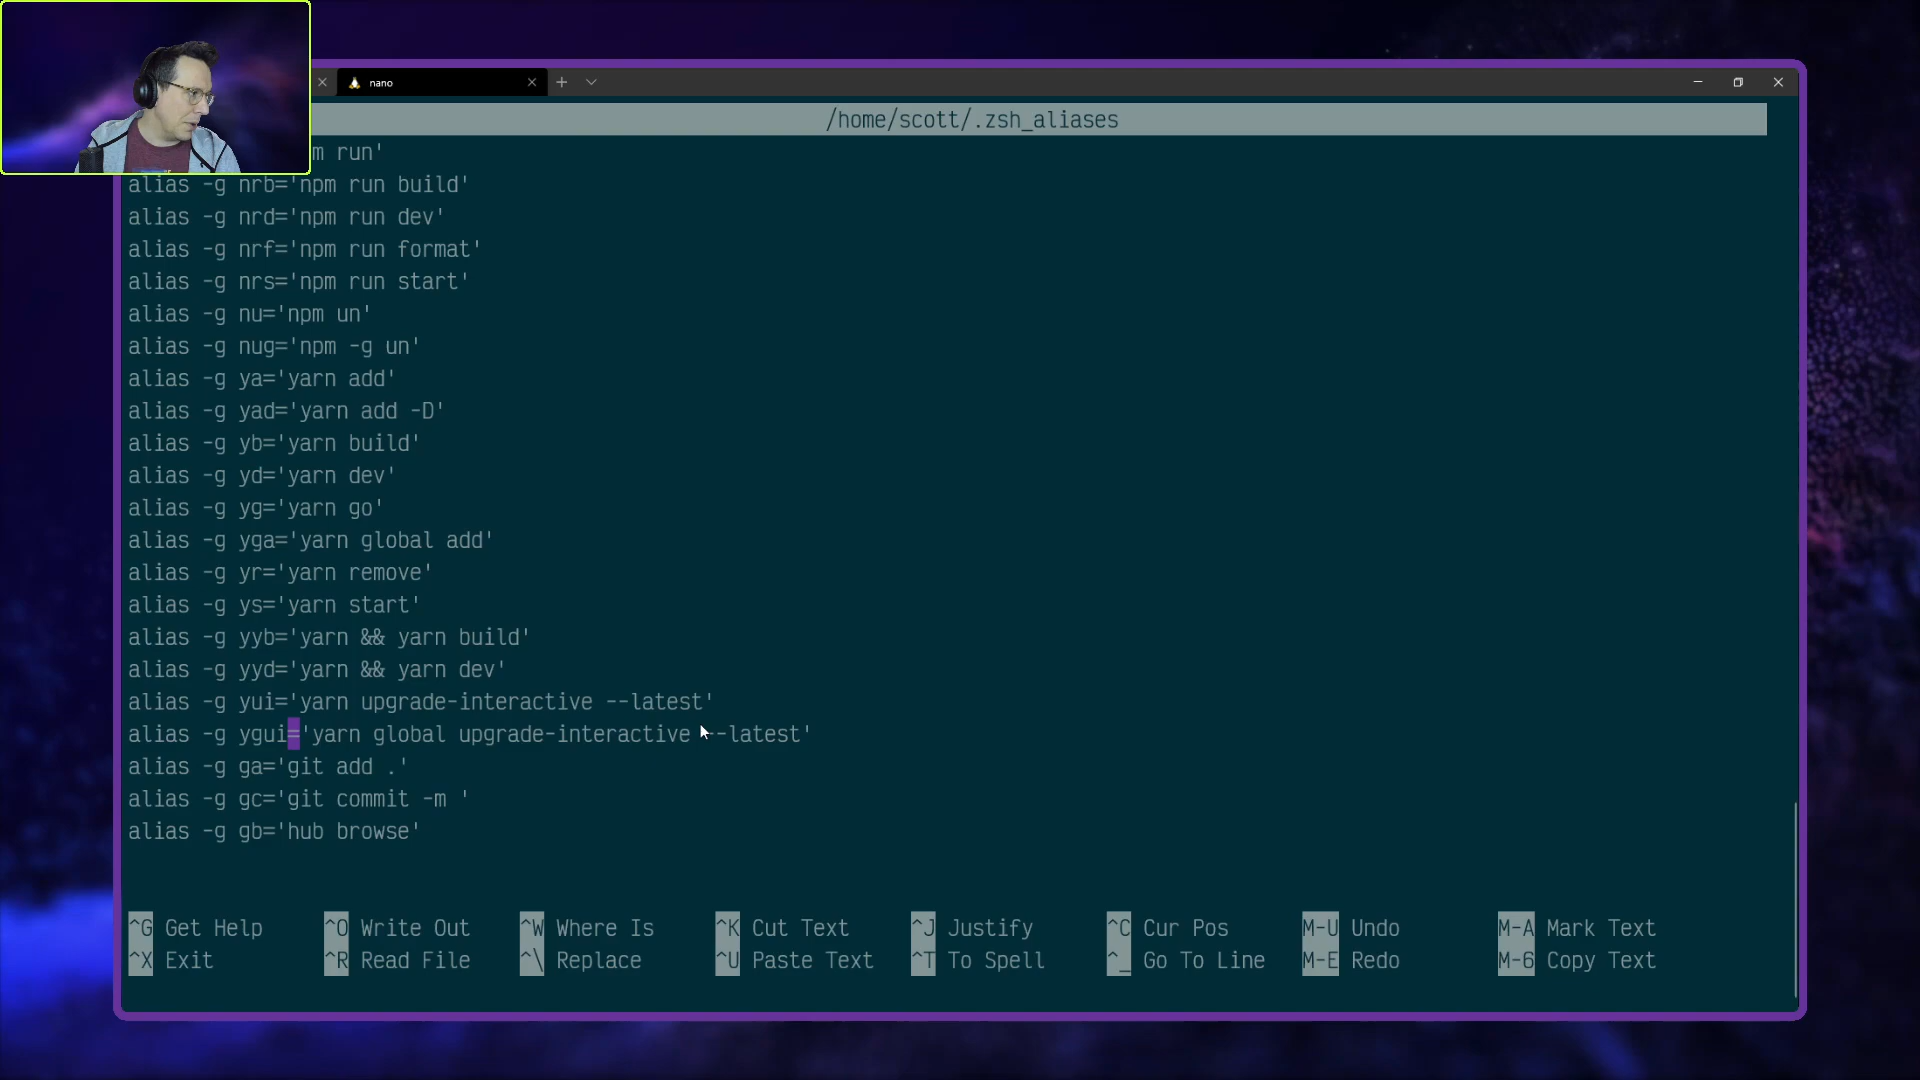 nano
/home/scott/.zsh_aliases
m run'
alias -g nrb='npm run build'
alias -g nrd='npm run dev'
alias -g nrf='npm run format'
alias -g nrs='npm run start'
alias -g nu='npm un'
alias -g nug='npm -g un'
alias -g ya='yarn add'
alias -g yad='yarn add -D'
alias -g yb='yarn build'
alias -g yd='yarn dev'
alias -g yg='yarn go'
alias -g yga='yarn global add'
alias -g yr='yarn remove'
alias -g ys='yarn start'
alias -g yyb='yarn && yarn build'
alias -g yyd='yarn && yarn dev'
alias -g yui='yarn upgrade-interactive --latest'
alias -g ygui='yarn global upgrade-interactive --latest'
alias -g ga='git add .'
alias -g gc='git commit -m '
alias -g gb='hub browse'
^G Get Help ^O Write Out ^W Where Is ^K Cut Text ^J Justify ^C Cur Pos M-U Undo M-A Mark Text
^X Exit ^R Read File ^\ Replace ^U Paste Text ^T To Spell ^_ Go To Line M-E Redo M-6 Copy Text